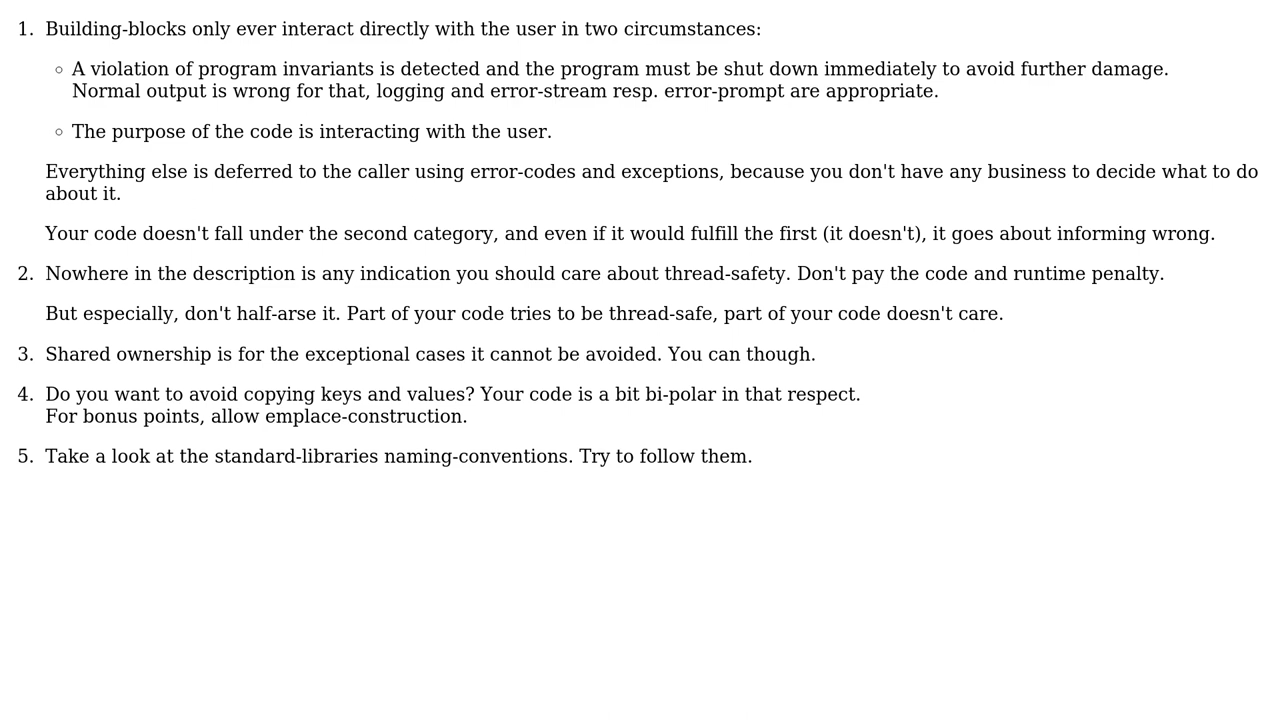 1. Building-blocks only ever interact directly with the user in two circumstances:
◦ A violation of program invariants is detected and the program must be shut down immediately to avoid further damage.
Normal output is wrong for that, logging and error-stream resp. error-prompt are appropriate.
◦ The purpose of the code is interacting with the user.
Everything else is deferred to the caller using error-codes and exceptions, because you don't have any business to decide what to do
about it.
Your code doesn't fall under the second category, and even if it would fulfill the first (it doesn't), it goes about informing wrong.
2. Nowhere in the description is any indication you should care about thread-safety. Don't pay the code and runtime penalty.
But especially, don't half-arse it. Part of your code tries to be thread-safe, part of your code doesn't care.
3. Shared ownership is for the exceptional cases it cannot be avoided. You can though.
4. Do you want to avoid copying keys and values? Your code is a bit bi-polar in that respect.
For bonus points, allow emplace-construction.
5. Take a look at the standard-libraries naming-conventions. Try to follow them.